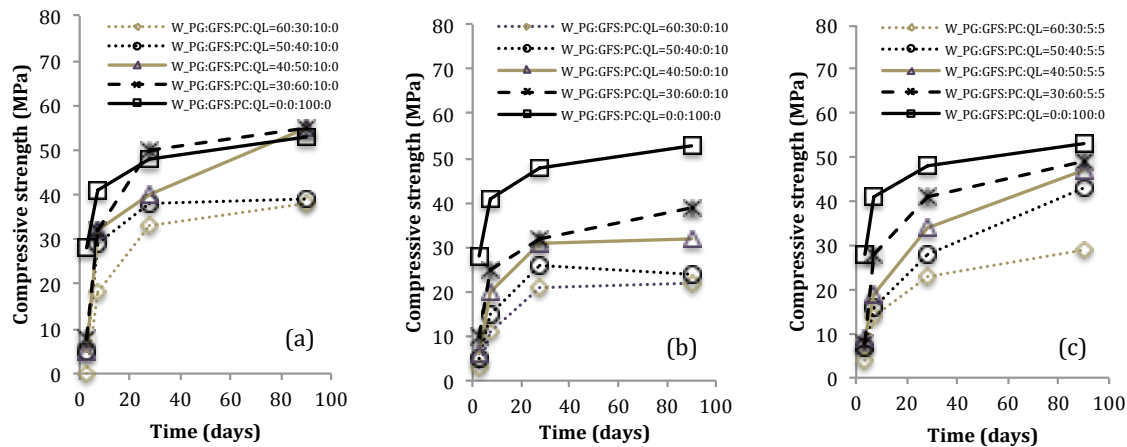 W_PG:GFS:PC:QL=60:30:10:0
W_PG:GFS:PC:QL=50:40:10:0
W_PG:GFS:PC:QL=40:50:10:0
W_PG:GFS:PC:QL=30:60:10:0
W_PG:GFS:PC:QL=0:0:100:0
Compressive strength (MPa)
80
70
60
50
40
30
20
10
0
0
20
40
60
80
100
Time (days)
(a)
W_PG:GFS:PC:QL=60:30:0:10
W_PG:GFS:PC:QL=50:40:0:10
W_PG:GFS:PC:QL=40:50:0:10
W_PG:GFS:PC:QL=30:60:0:10
W_PG:GFS:PC:QL=0:0:100:0
Compressive strength (MPa)
80
70
60
50
40
30
20
10
0
0
20
40
60
80
100
Time (days)
(b)
W_PG:GFS:PC:QL=60:30:5:5
W_PG:GFS:PC:QL=50:40:5:5
W_PG:GFS:PC:QL=40:50:5:5
W_PG:GFS:PC:QL=30:60:5:5
W_PG:GFS:PC:QL=0:0:100:0
Compressive strength (MPa)
80
70
60
50
40
30
20
10
0
0
20
40
60
80
100
Time (days)
(c)